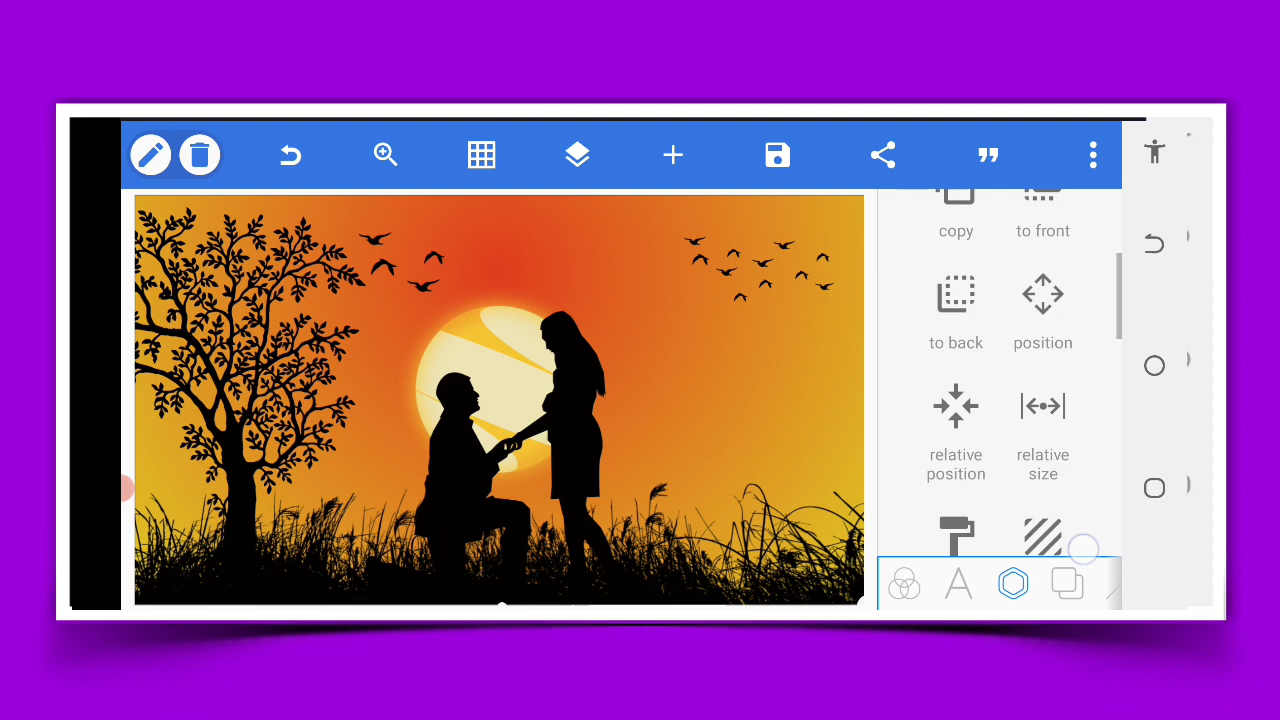 copy
to front
to back
position
relative
position
relative
size